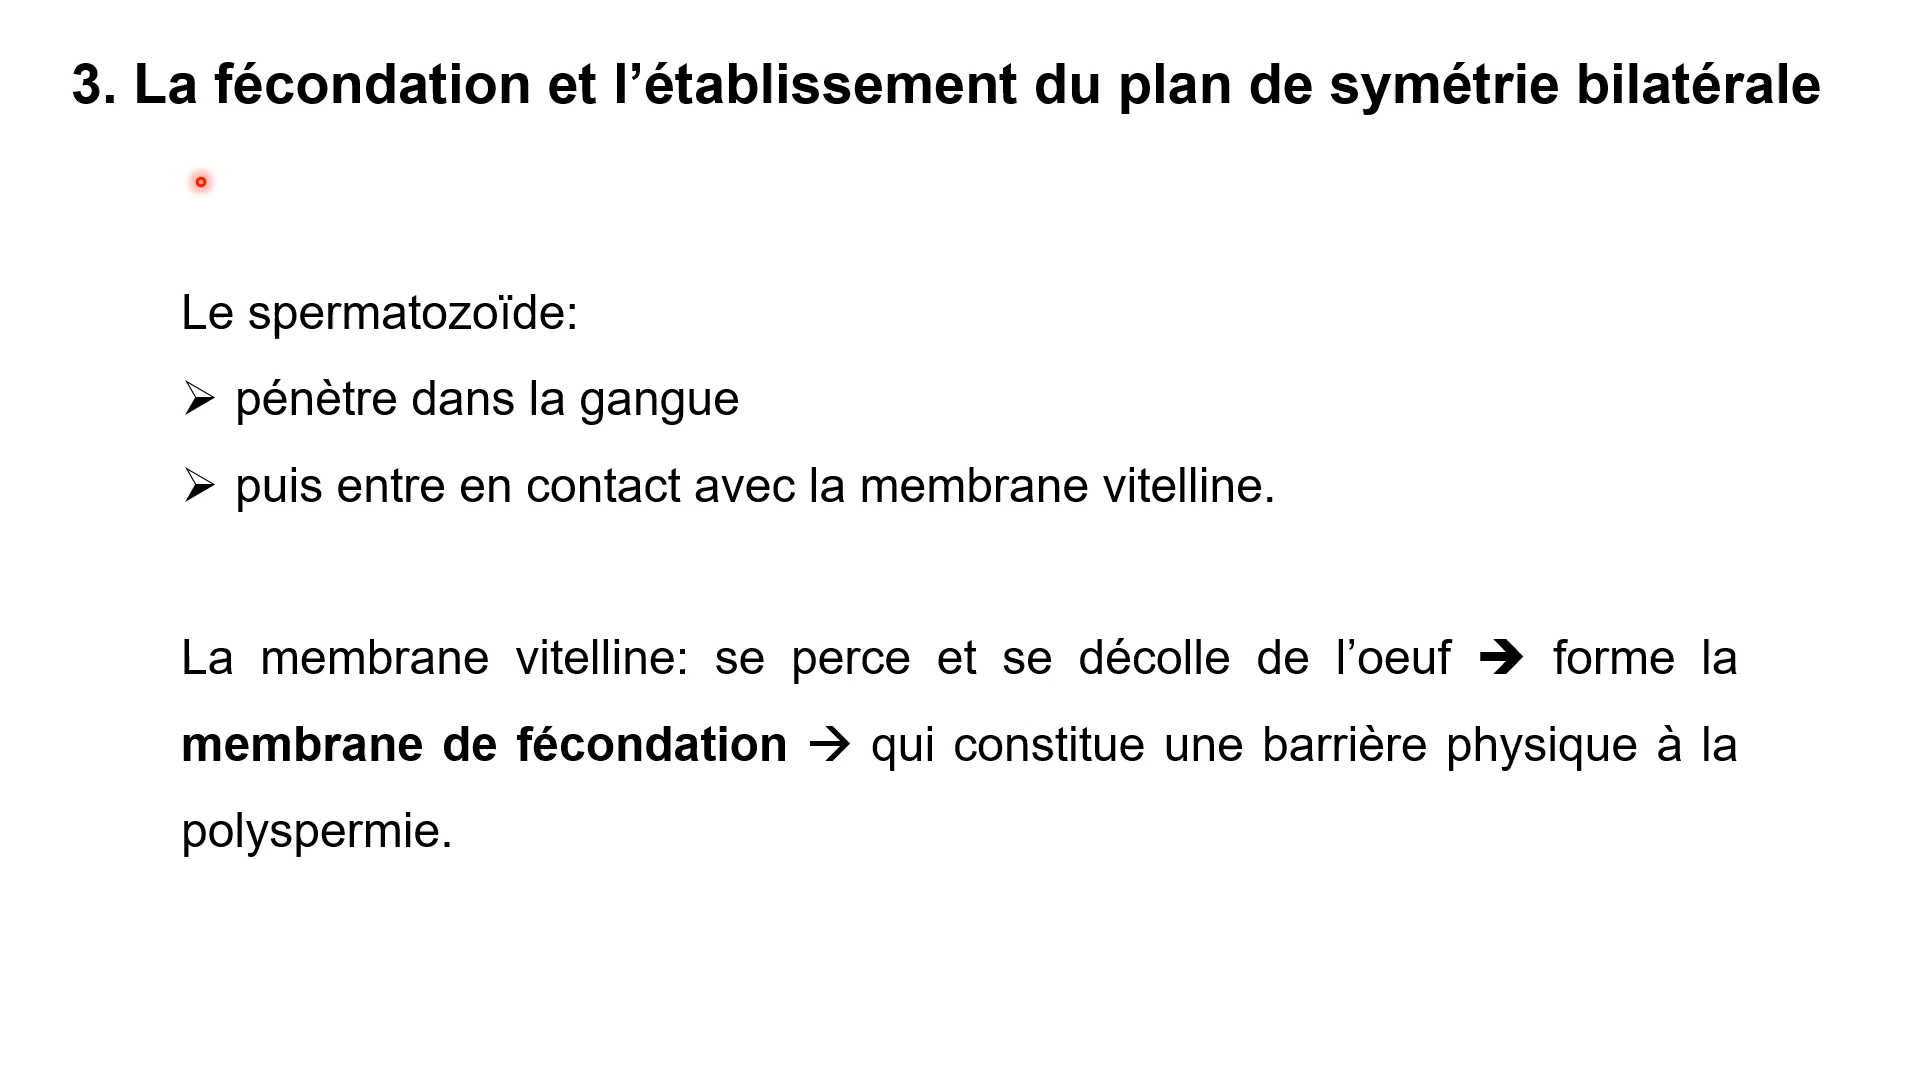 3. La fécondation et l’établissement du plan de symétrie bilatérale
Le spermatozoïde:
➢ pénètre dans la gangue
➢ puis entre en contact avec la membrane vitelline.
La membrane vitelline: se perce et se décolle de l’oeuf ➔ forme la
membrane de fécondation → qui constitue une barrière physique à la
polyspermie.